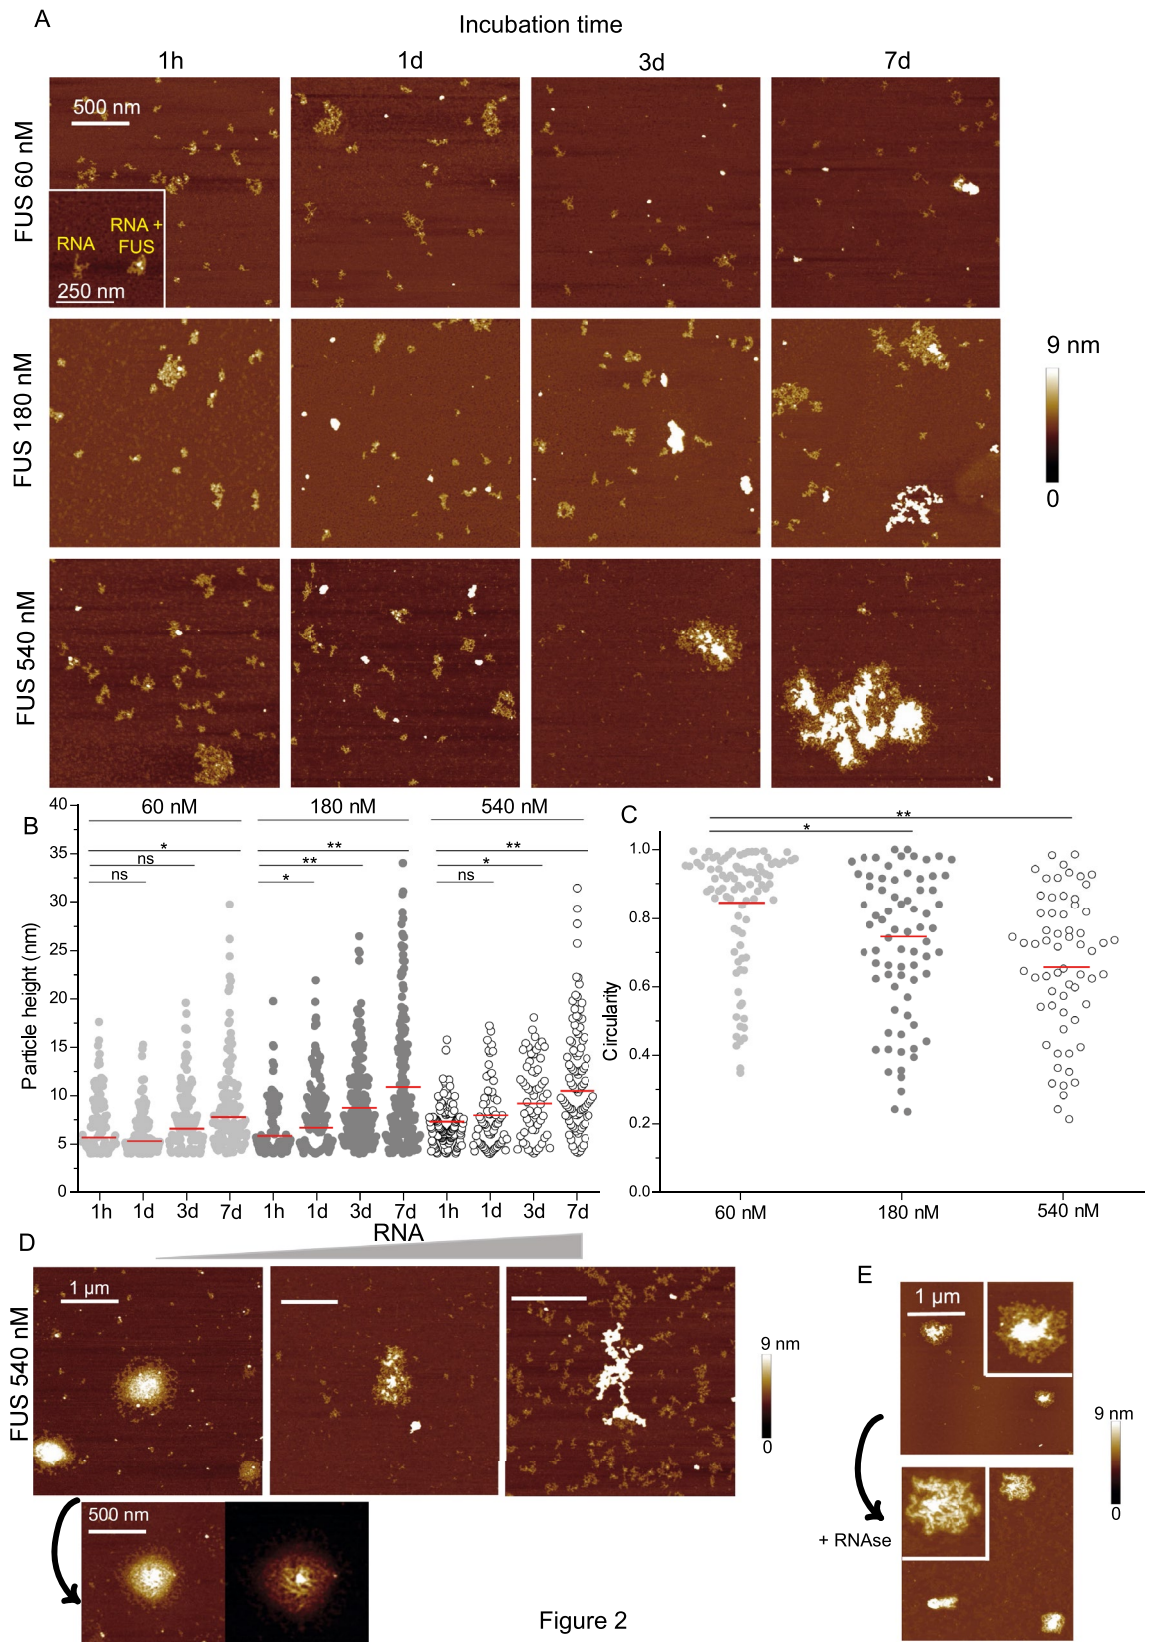 A
Incubation time
1h 1d 3d 7d
FUS 60 nM
500 nm
RNA
RNA +
FUS
250 nm
FUS 180 nM
9 nm
0
FUS 540 nM
B
60 nM 180 nM 540 nM
* ** **
ns ** *
ns * ns
Particle height (nm)
40
35
30
25
20
15
10
5
0
1h 1d 3d 7d 1h 1d 3d 7d 1h 1d 3d 7d
C
**
*
Circularity
1.0
0.8
0.6
0.4
0.2
0.0
60 nM 180 nM 540 nM
D
RNA
FUS 540 nM
1 µm
9 nm
0
500 nm
E
1 µm
9 nm
0
+ RNAse
Figure 2